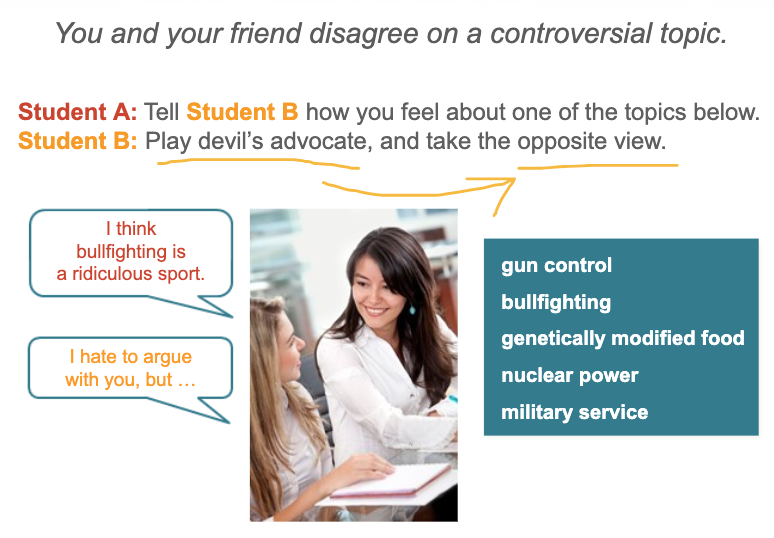 You and your friend disagree on a controversial topic.
Student A: Tell Student B how you feel about one of the topics below.
Student B: Play devil’s advocate, and take the opposite view.
I think
bullfighting is
a ridiculous sport.
I hate to argue
with you, but …
gun control
bullfighting
genetically modified food
nuclear power
military service